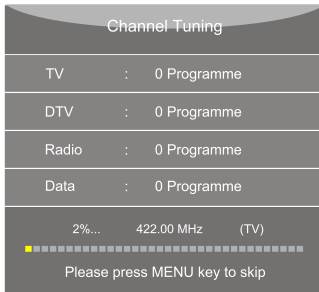 Channel Tuning
TV : 0 Programme
DTV : 0 Programme
Radio : 0 Programme
Data : 0 Programme
2%... 422.00 MHz (TV)
Please press MENU key to skip